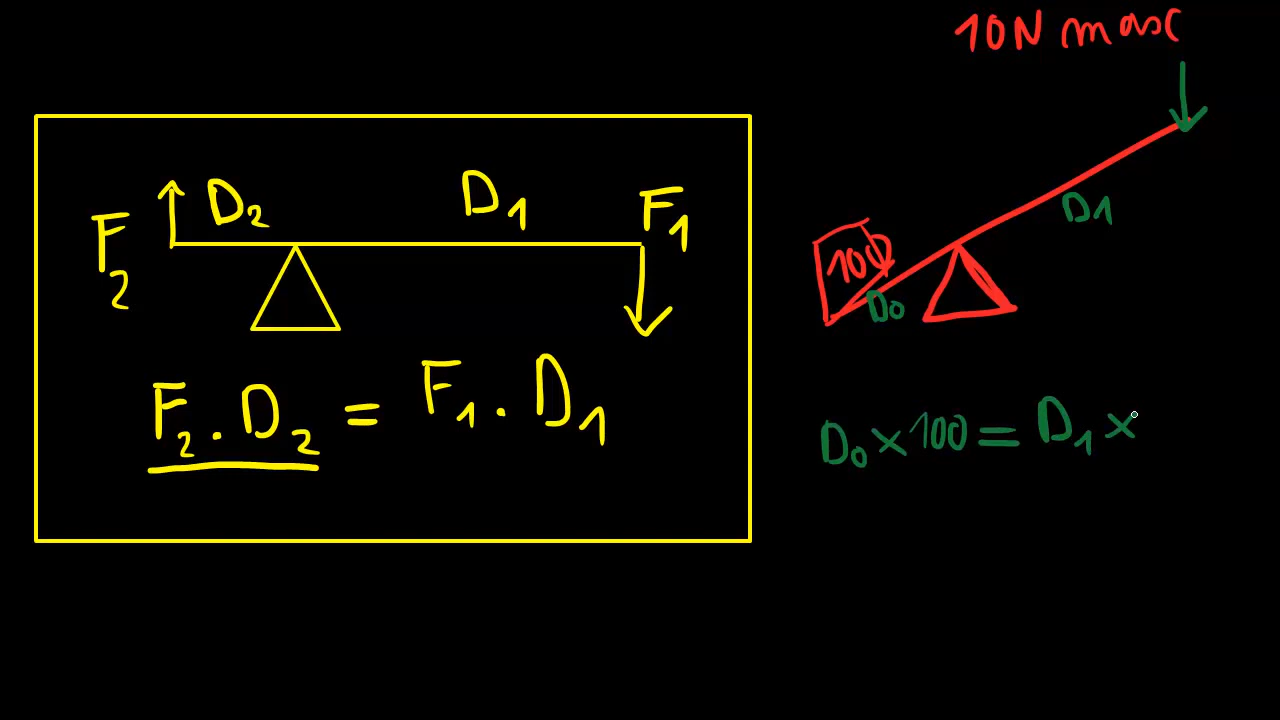 10N masc
D₂ D₁ F₁
F₂
100 D₁
D₀
F₂ . D₂ = F₁ . D₁
D₀ × 100 = D₁ ×